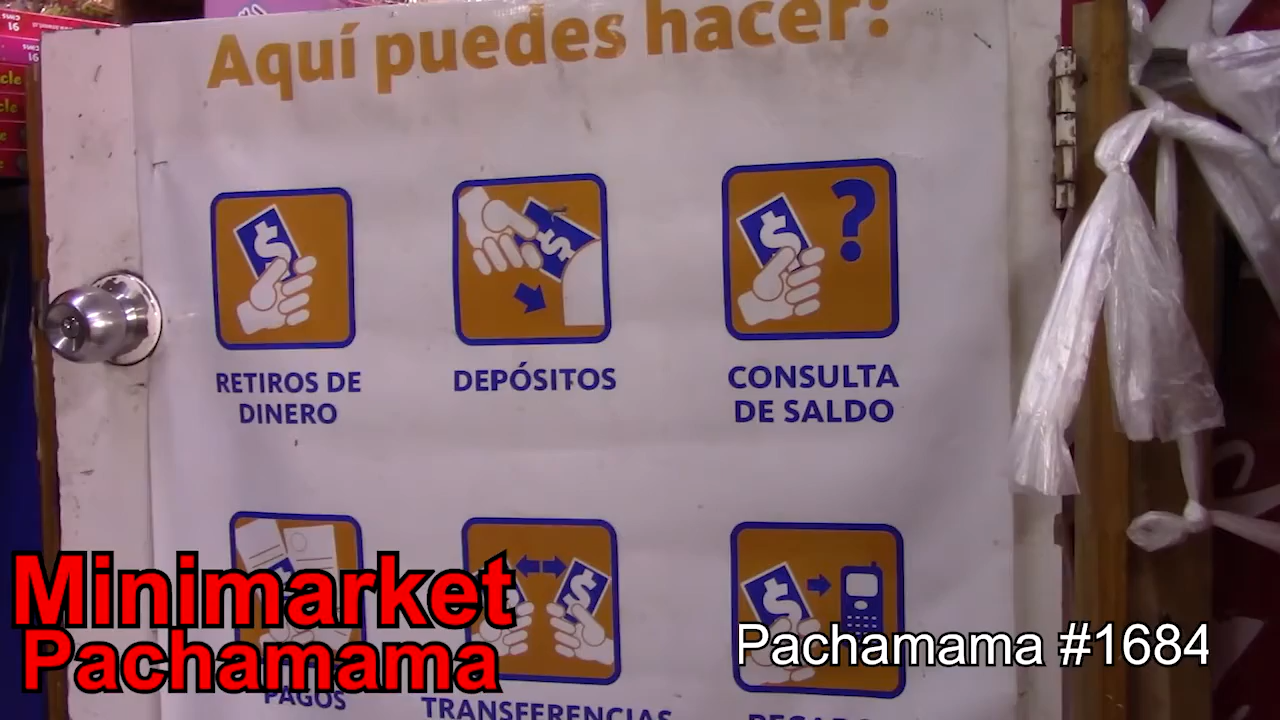 Aquí puedes hacer:
RETIROS DE
DINERO
DEPÓSITOS
CONSULTA
DE SALDO
PAGOS
TRANSFERENCIAS
Minimarket
Pachamama
Pachamama #1684